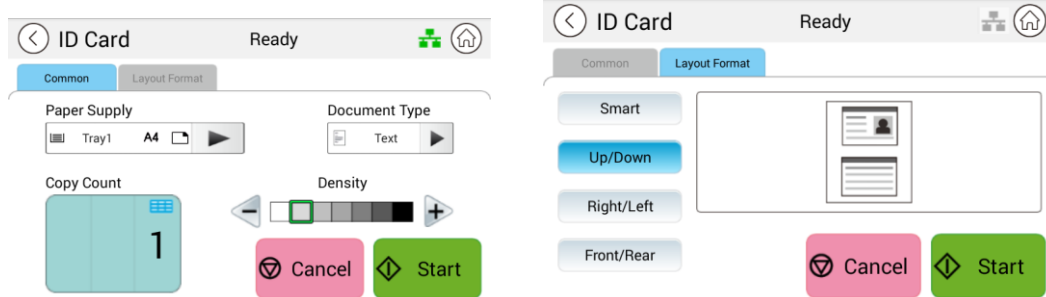 ID Card Ready
Common Layout Format
Paper Supply Document Type
Tray1 A4 Text
Copy Count Density
1
Cancel Start
ID Card Ready
Common Layout Format
Smart
Up/Down
Right/Left
Front/Rear
Cancel Start